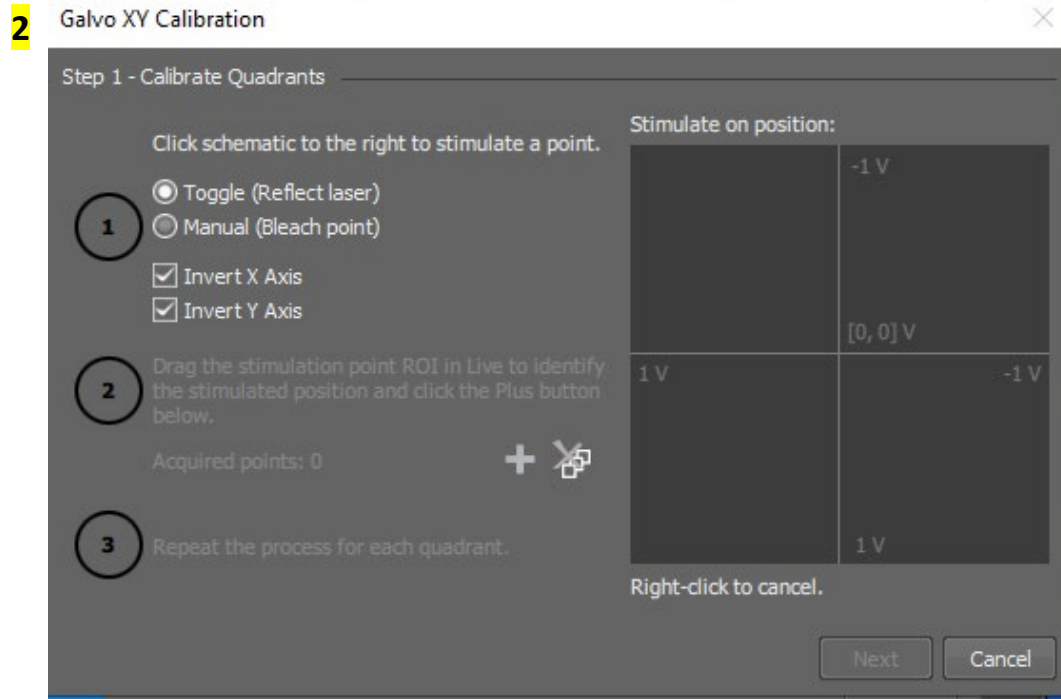 2
Galvo XY Calibration
Step 1 - Calibrate Quadrants
Click schematic to the right to stimulate a point.
1
Toggle (Reflect laser)
Manual (Bleach point)
Invert X Axis
Invert Y Axis
2
Drag the stimulation point ROI in Live to identify
the stimulated position and click the Plus button
below.
Acquired points: 0
3
Repeat the process for each quadrant.
Stimulate on position:
-1 V
[0, 0] V
1 V
-1 V
1 V
Right-click to cancel.
Next
Cancel